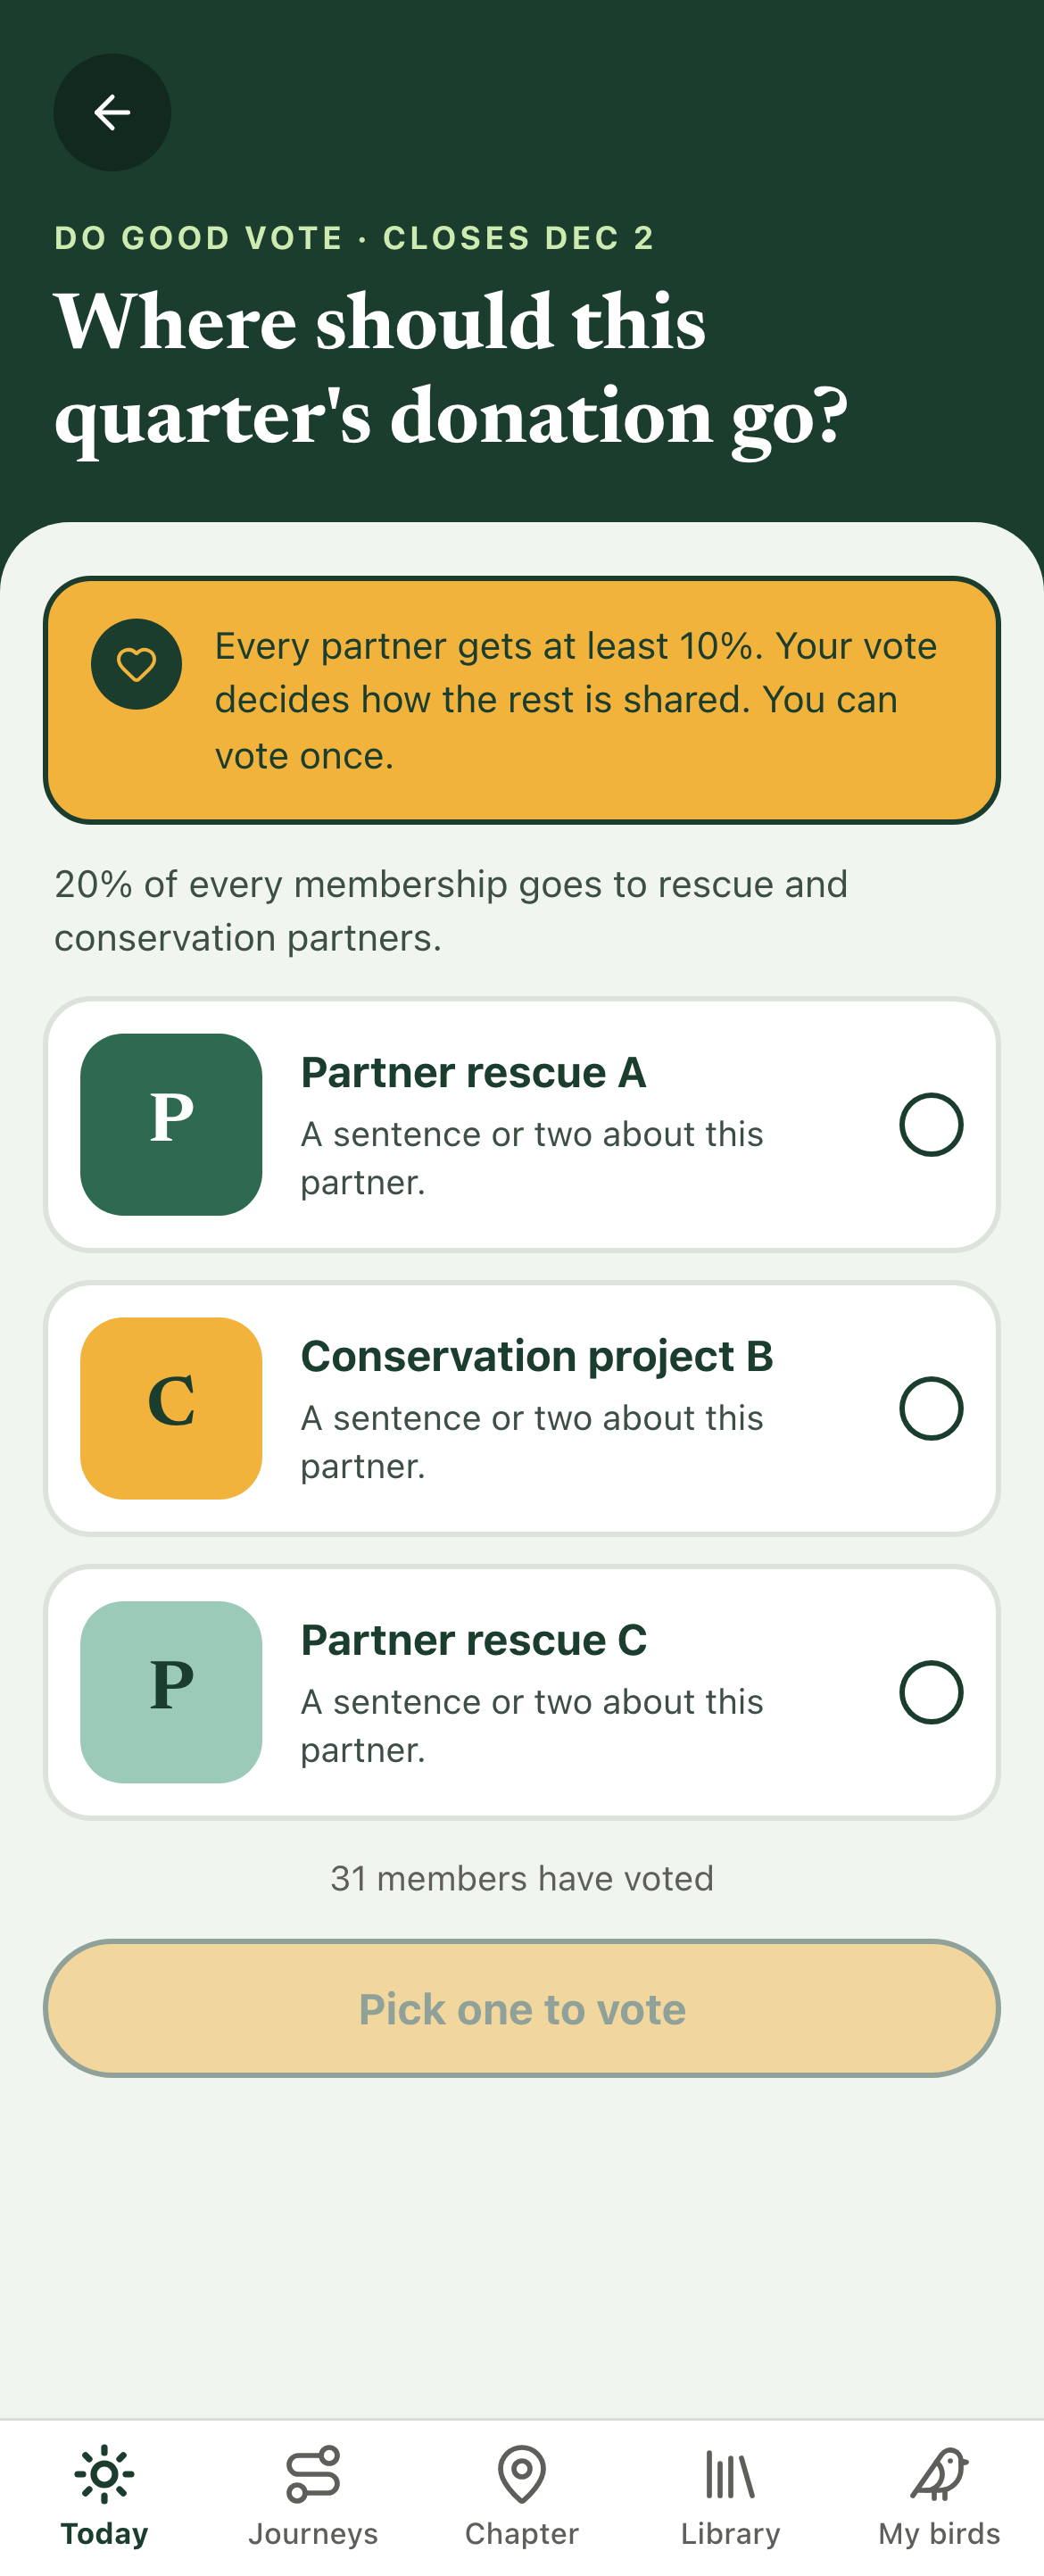 DO GOOD VOTE · CLOSES DEC 2
Where should this
quarter's donation go?
Every partner gets at least 10%. Your vote
decides how the rest is shared. You can
vote once.
20% of every membership goes to rescue and
conservation partners.
P
Partner rescue A
A sentence or two about this
partner.
C
Conservation project B
A sentence or two about this
partner.
P
Partner rescue C
A sentence or two about this
partner.
31 members have voted
Pick one to vote
Today
Journeys
Chapter
Library
My birds